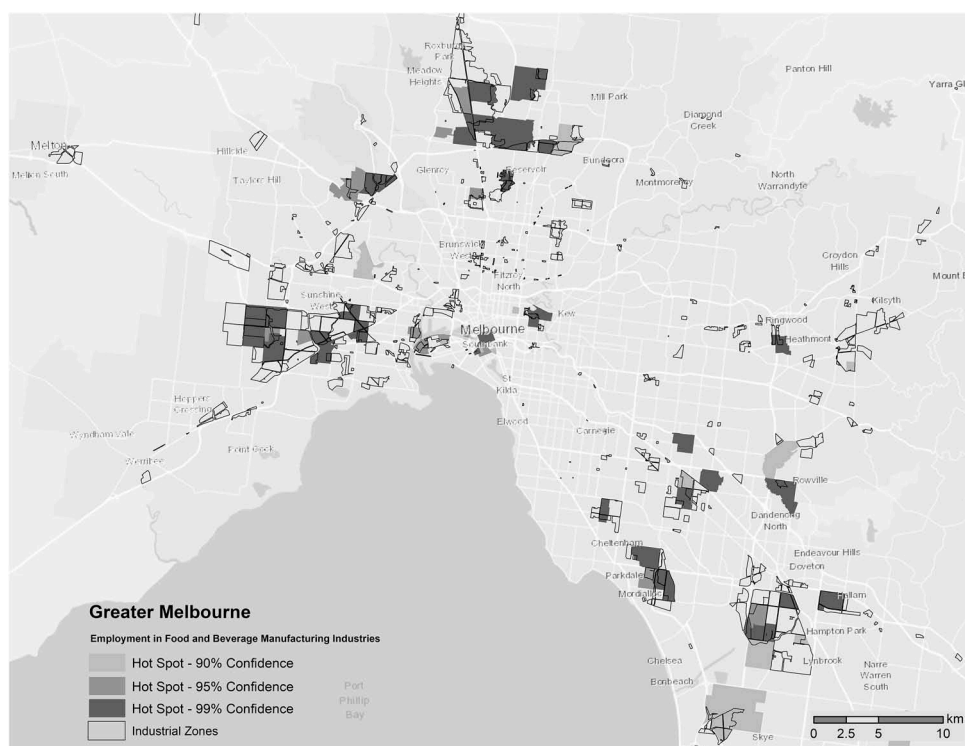 Roxburgh
Park
Meadow
Heights
Panton Hill
Yarra Gl
Mill Park
Diamond
Creek
Melton
Hillside
Melton South
Taylors Hill
Glenroy
Reservoir
Bundoora
Montmorency
North
Warrandyte
Brunswick
West
Croydon
Hills
Fitzroy
North
Mount E
Sunshine
West
Kilsyth
Melbourne
Southbank
Kew
Ringwood
Heathmont
St
Kilda
Hoppers
Crossing
Elwood
Carnegie
Wyndham Vale
Point Cook
Werribee
Rowville
Dandenong
North
Cheltenham
Endeavour Hills
Doveton
Parkdale
Mordialloc
Hallam
Hampton Park
Greater Melbourne
Employment in Food and Beverage Manufacturing Industries
Hot Spot - 90% Confidence
Hot Spot - 95% Confidence
Hot Spot - 99% Confidence
Industrial Zones
Chelsea
Bonbeach
Lynbrook
Narre
Warren
South
Port
Phillip
Bay
Skye
km
0 2.5 5 10